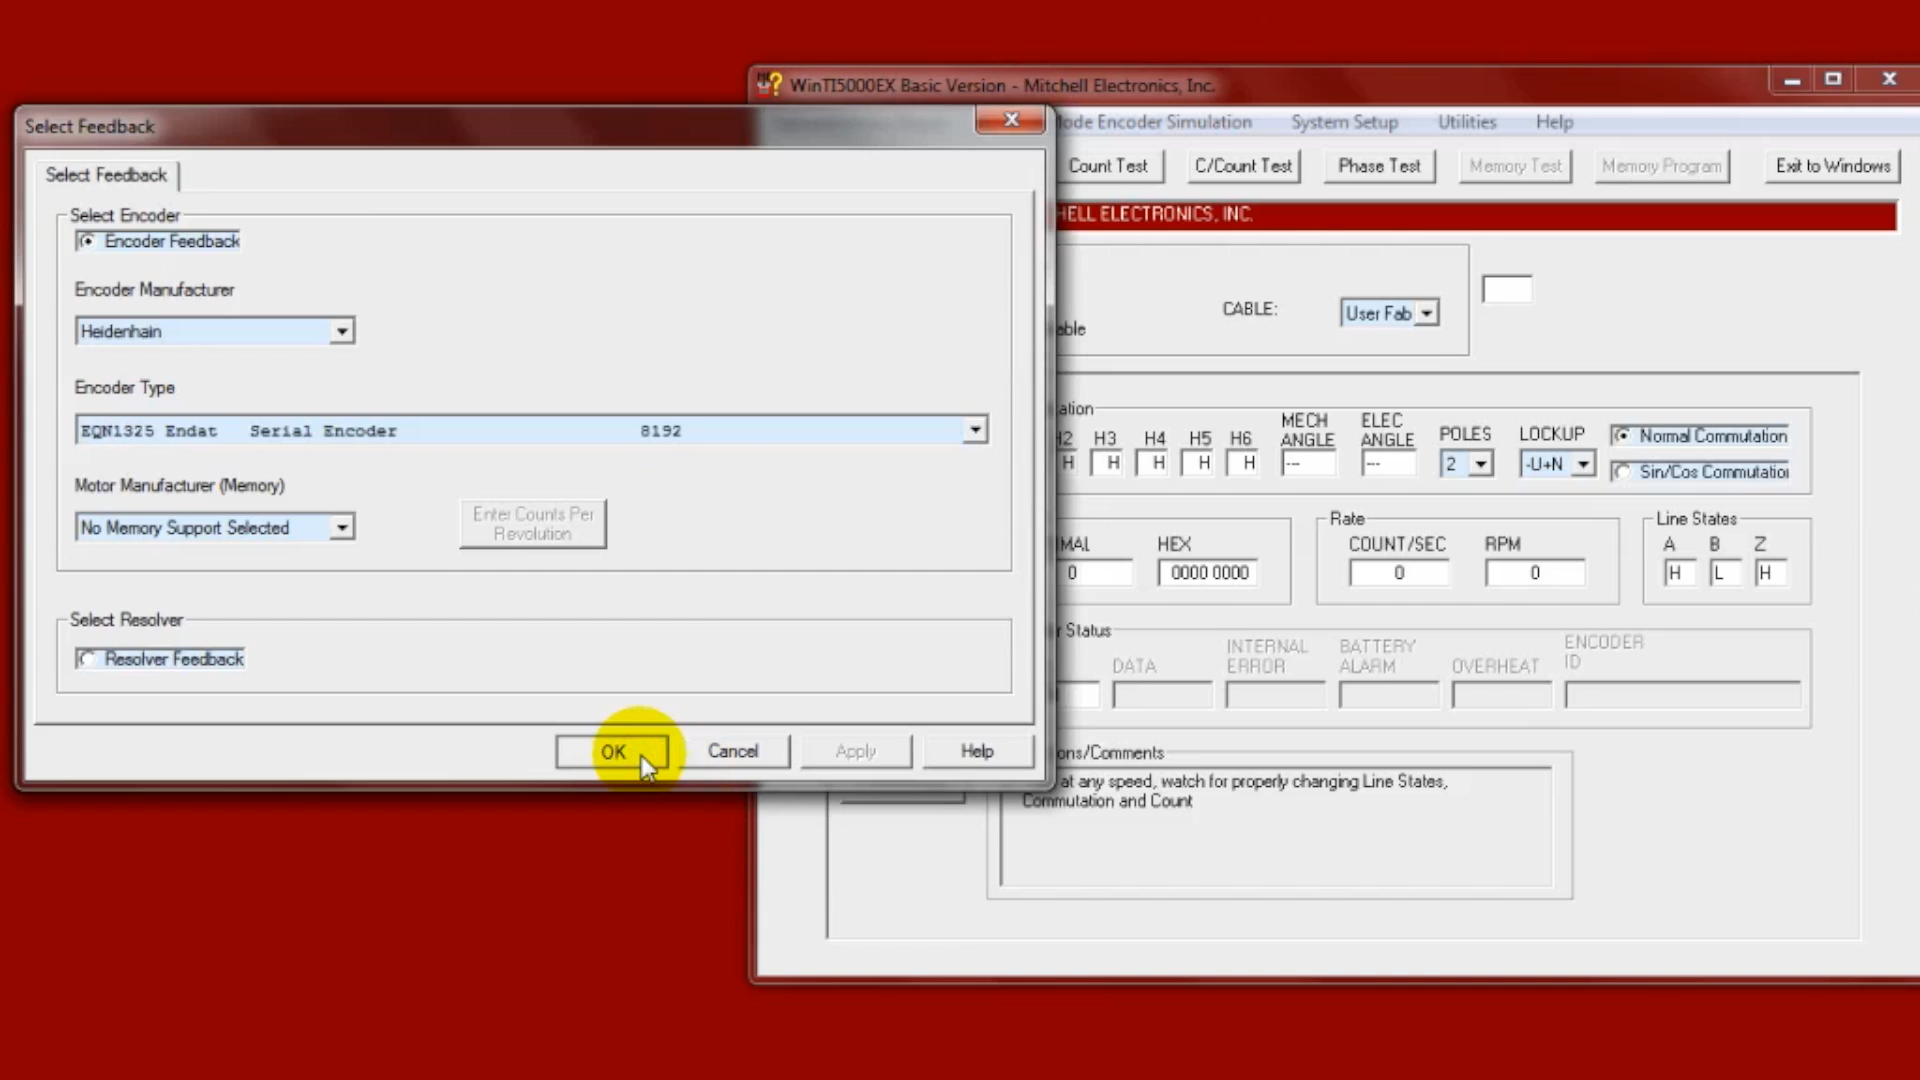 WinTI5000EX Basic Version - Mitchell Electronics, Inc.
Select Feedback
Mode Encoder Simulation
System Setup
Utilities
Help
Select Feedback
Count Test
C/Count Test
Phase Test
Memory Test
Memory Program
Exit to Windows
HELL ELECTRONICS, INC.
Select Encoder
Encoder Feedback
Encoder Manufacturer
Heidenhain
CABLE:
User Fab
able
Encoder Type
EQN1325 Endat Serial Encoder 8192
ation
H2 H3 H4 H5 H6
H H H H H
MECH
ANGLE
---
ELEC
ANGLE
---
POLES
2
LOCKUP
-U+N
Normal Commutation
Sin/Cos Commutatio
Motor Manufacturer (Memory)
No Memory Support Selected
Enter Counts Per
Revolution
MAL
0
HEX
0000 0000
Rate
COUNT/SEC
0
RPM
0
Line States
A B Z
H L H
Select Resolver
Resolver Feedback
r Status
DATA
INTERNAL
ERROR
BATTERY
ALARM
OVERHEAT
ENCODER
ID
OK
Cancel
Apply
Help
ons/Comments
at any speed, watch for properly changing Line States,
Commutation and Count